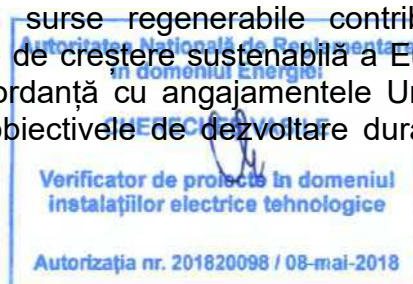 surse regenerabile contrib
Autoritatea Națională de Reglementare
de creștere sustenabilă a Eu
în domeniul Energiei
ordanță cu angajamentele Un
obiectivele de dezvoltare dura
Verificator de proiecte în domeniul
instalațiilor electrice tehnologice
Autorizația nr. 201820098 / 08-mai-2018